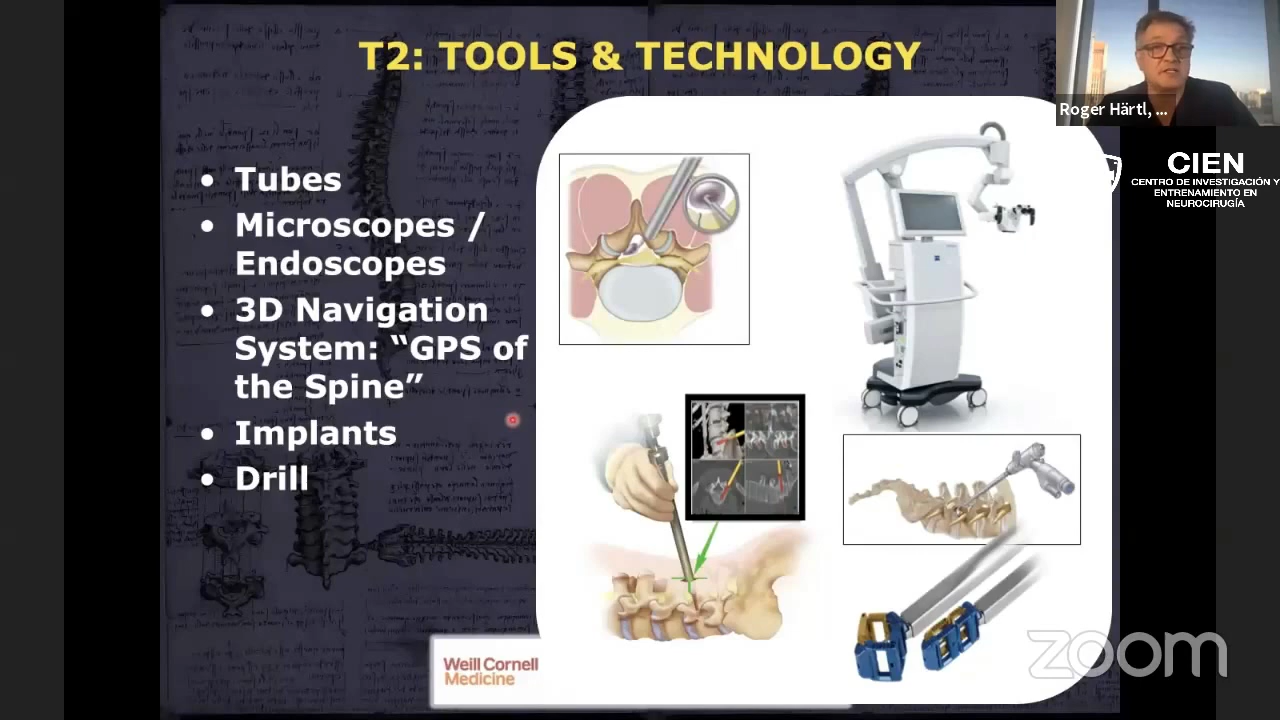 T2: TOOLS & TECHNOLOGY
Roger Härtl, ...
CIEN
CENTRO DE INVESTIGACIÓN Y
ENTRENAMIENTO EN
NEUROCIRUGÍA
• Tubes
• Microscopes /
Endoscopes
• 3D Navigation
System: “GPS of
the Spine”
• Implants
• Drill
Weill Cornell
Medicine
zoom